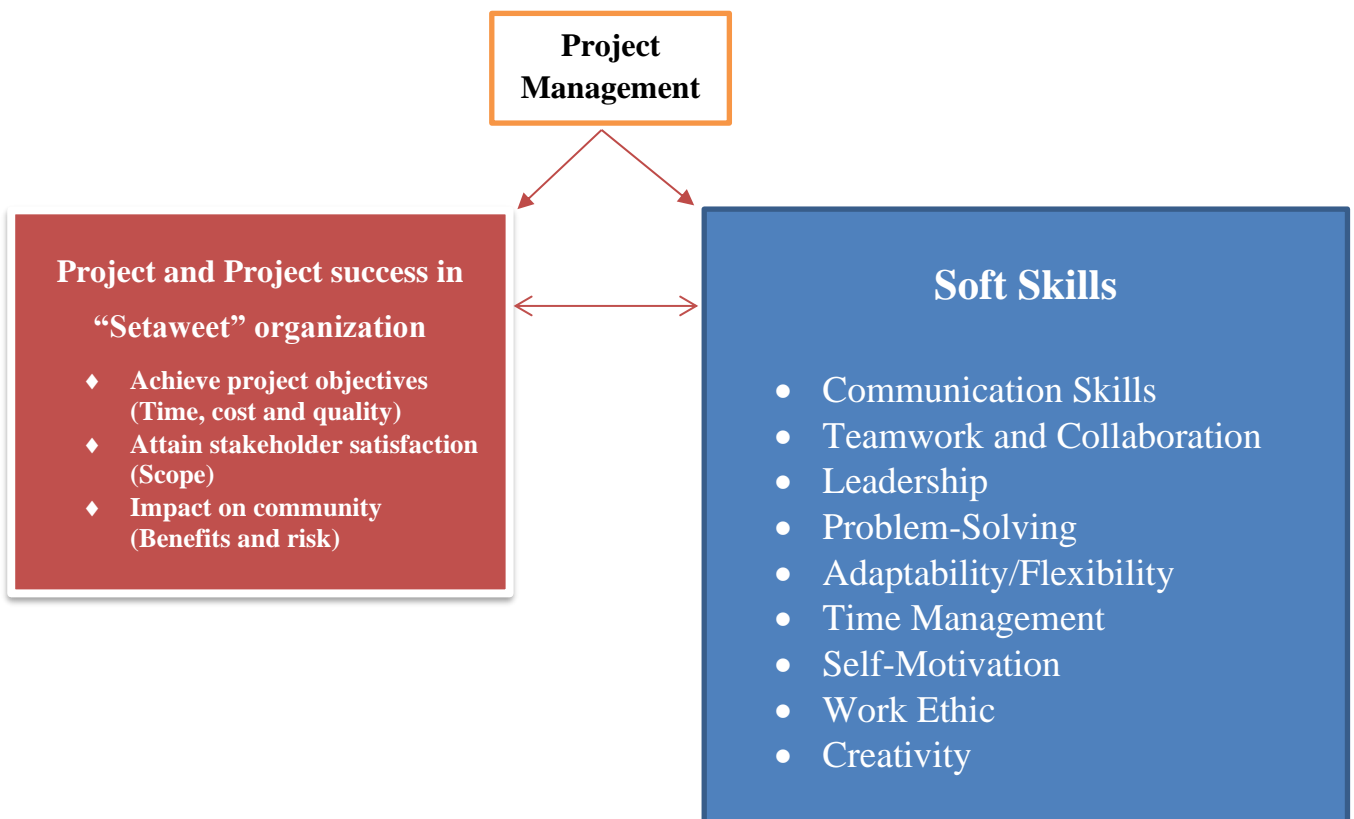 Project
Management
Project and Project success in
“Setaweet” organization
♦ Achieve project objectives
(Time, cost and quality)
♦ Attain stakeholder satisfaction
(Scope)
♦ Impact on community
(Benefits and risk)
Soft Skills
• Communication Skills
• Teamwork and Collaboration
• Leadership
• Problem-Solving
• Adaptability/Flexibility
• Time Management
• Self-Motivation
• Work Ethic
• Creativity